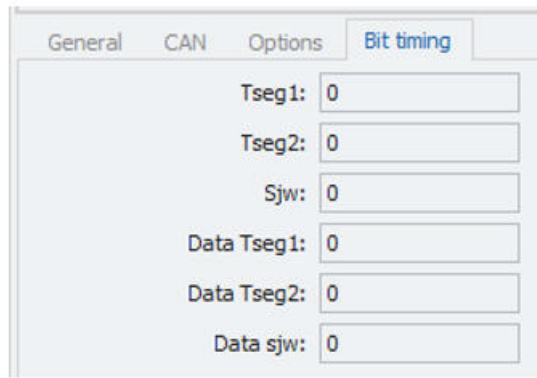 General CAN Options Bit timing
Tseg1: 0
Tseg2: 0
Sjw: 0
Data Tseg1: 0
Data Tseg2: 0
Data sjw: 0